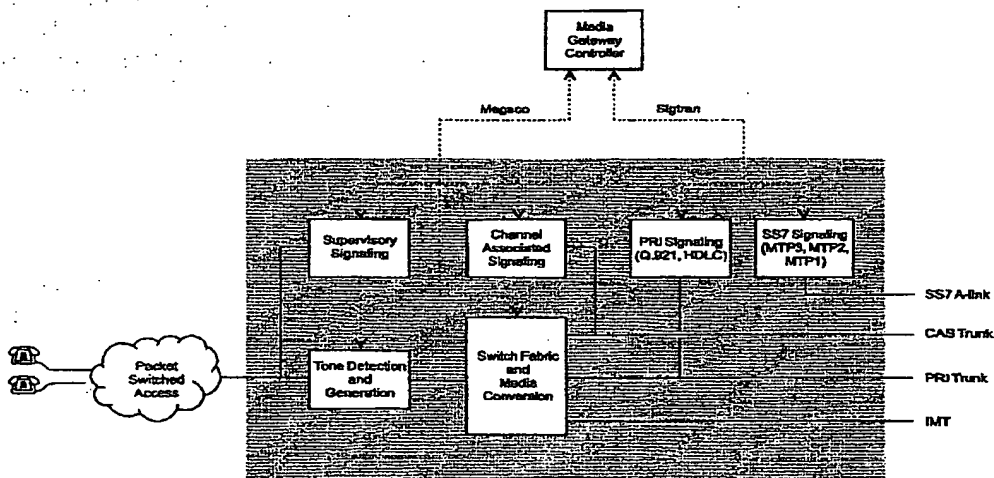 Media
Gateway
Controller
Megaco
Sigtran
Supervisory
Signaling
Channel
Associated
Signaling
PRI Signaling
(Q.921, HDLC)
SS7 Signaling
(MTP3, MTP2,
MTP1)
SS7 A-link
CAS Trunk
PRI Trunk
IMT
Packet
Switched
Access
Tone Detection
and
Generation
Switch Fabric
and
Media
Conversion